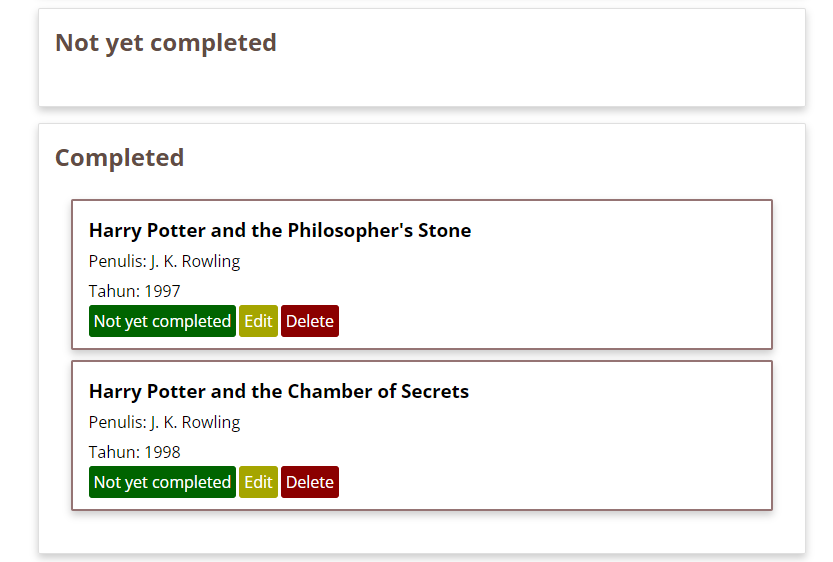 Not yet completed
Completed
Harry Potter and the Philosopher's Stone
Penulis: J. K. Rowling
Tahun: 1997
Not yet completed Edit Delete
Harry Potter and the Chamber of Secrets
Penulis: J. K. Rowling
Tahun: 1998
Not yet completed Edit Delete